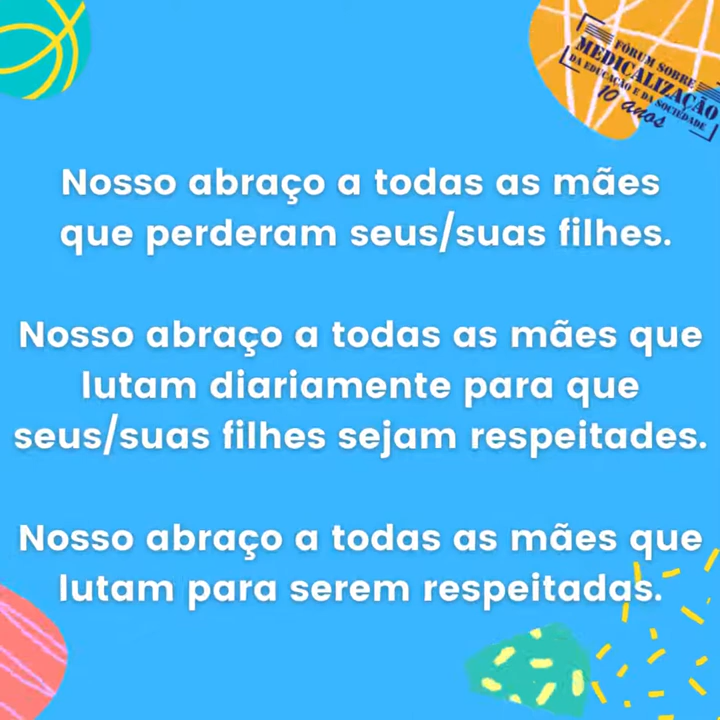 FÓRUM SOBRE
MEDICALIZAÇÃO
DA EDUCAÇÃO E DA SOCIEDADE
10 anos
Nosso abraço a todas as mães
que perderam seus/suas filhes.
Nosso abraço a todas as mães que
lutam diariamente para que
seus/suas filhes sejam respeitades.
Nosso abraço a todas as mães que
lutam para serem respeitadas.